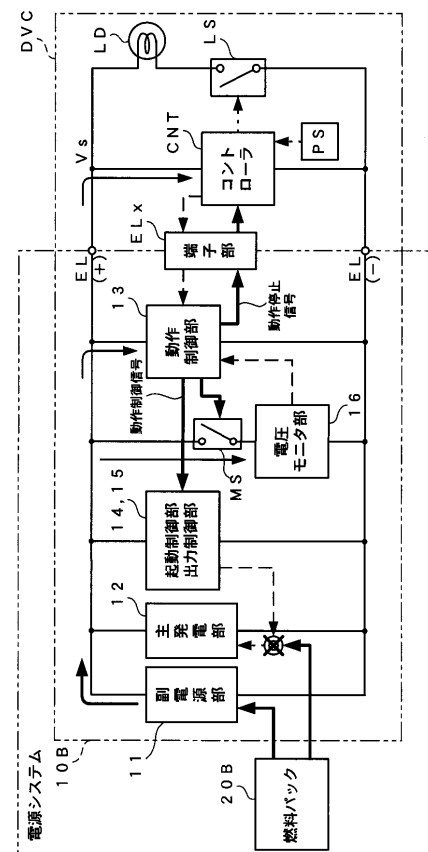 電源システム
DVC
LD
LS
Vs
CNT
コント
ローラ
PS
ELx
端子部
EL
(+)
EL
(-)
13
動作
制御部
動作停止
信号
動作制御信号
MS
電圧
モニタ部
16
14,15
起動制御部
出力制御部
12
主発電部
副電源部
11
10B
20B
燃料パック